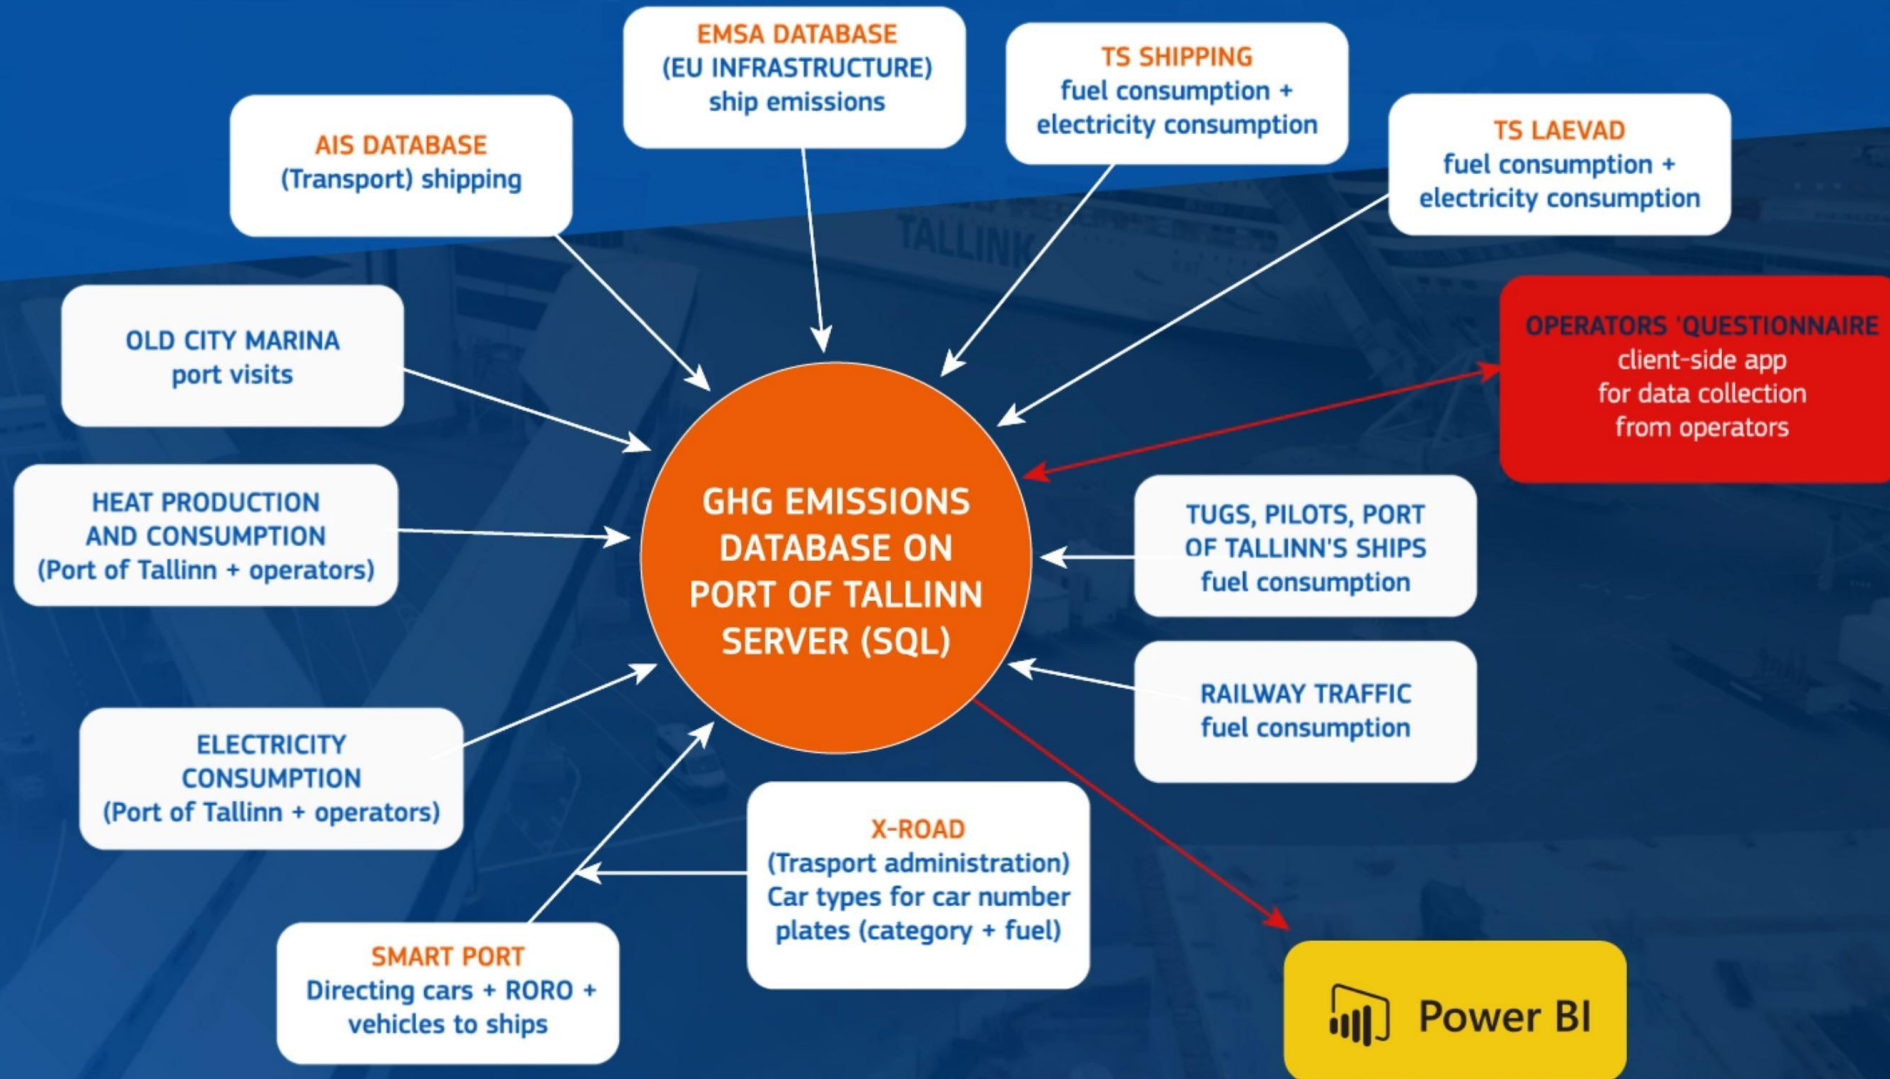 EMSA DATABASE
(EU INFRASTRUCTURE)
ship emissions
TS SHIPPING
fuel consumption +
electricity consumption
AIS DATABASE
(Transport) shipping
TS LAEVAD
fuel consumption +
electricity consumption
TALLINK
OLD CITY MARINA
port visits
OPERATORS 'QUESTIONNAIRE
client-side app
for data collection
from operators
HEAT PRODUCTION
AND CONSUMPTION
(Port of Tallinn + operators)
GHG EMISSIONS
DATABASE ON
PORT OF TALLINN
SERVER (SQL)
TUGS, PILOTS, PORT
OF TALLINN'S SHIPS
fuel consumption
RAILWAY TRAFFIC
fuel consumption
ELECTRICITY
CONSUMPTION
(Port of Tallinn + operators)
X-ROAD
(Trasport administration)
Car types for car number
plates (category + fuel)
SMART PORT
Directing cars + RORO +
vehicles to ships
Power BI